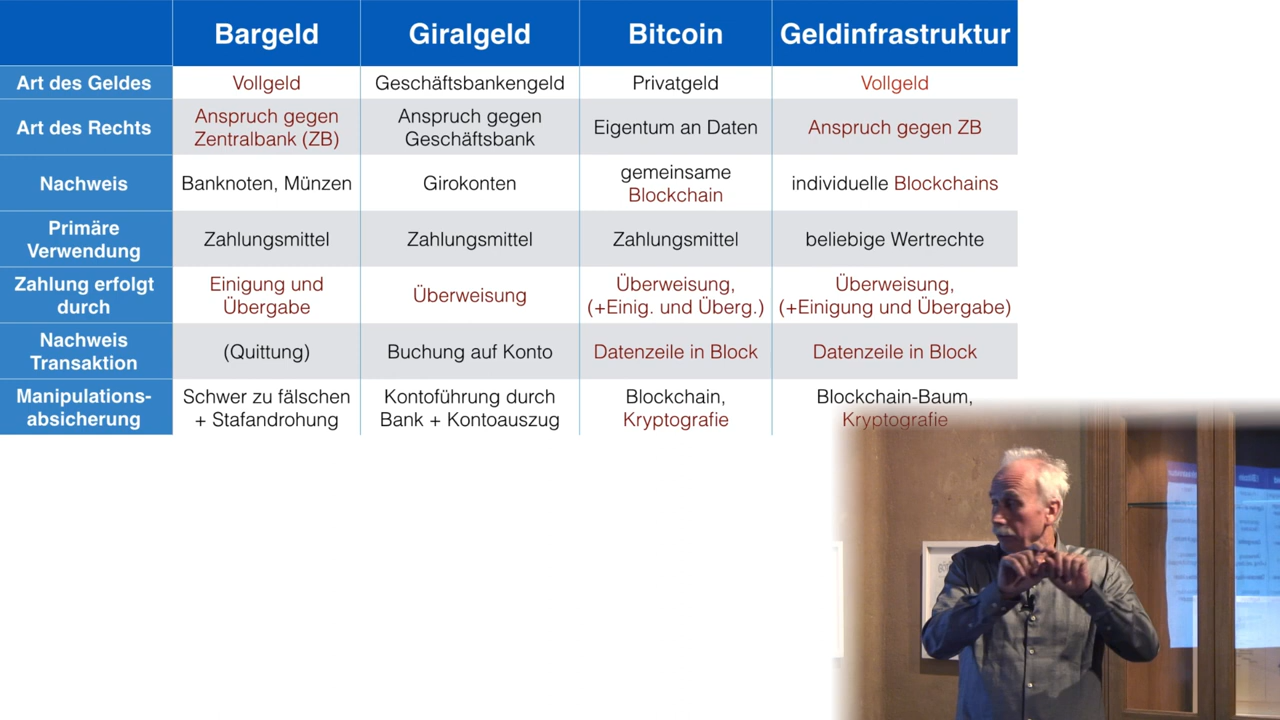 Bargeld Giralgeld Bitcoin Geldinfrastruktur
Art des Geldes Vollgeld Geschäftsbankengeld Privatgeld Vollgeld
Art des Rechts Anspruch gegen Zentralbank (ZB) Anspruch gegen Geschäftsbank Eigentum an Daten Anspruch gegen ZB
Nachweis Banknoten, Münzen Girokonten gemeinsame Blockchain individuelle Blockchains
Primäre Verwendung Zahlungsmittel Zahlungsmittel Zahlungsmittel beliebige Wertrechte
Zahlung erfolgt durch Einigung und Übergabe Überweisung Überweisung, (+Einig. und Überg.) Überweisung, (+Einigung und Übergabe)
Nachweis Transaktion (Quittung) Buchung auf Konto Datenzeile in Block Datenzeile in Block
Manipulations-absicherung Schwer zu fälschen + Stafandrohung Kontoführung durch Bank + Kontoauszug Blockchain, Kryptografie Blockchain-Baum, Kryptografie